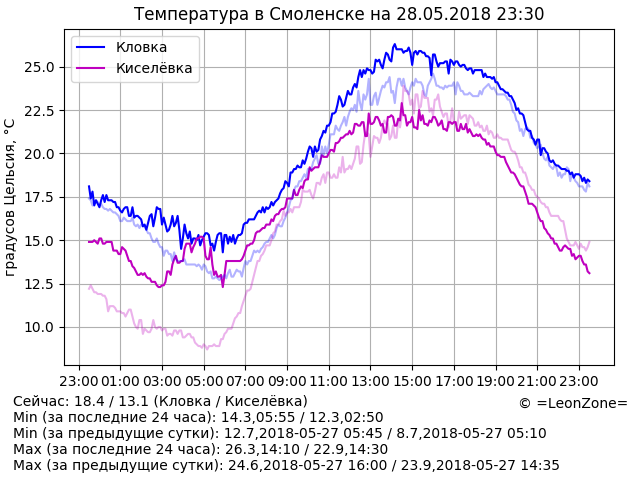 Температура в Смоленске на 28.05.2018 23:30
Кловка
Киселёвка
градусов Цельсия, °C
25.0
22.5
20.0
17.5
15.0
12.5
10.0
23:00 01:00 03:00 05:00 07:00 09:00 11:00 13:00 15:00 17:00 19:00 21:00 23:00
Сейчас: 18.4 / 13.1 (Кловка / Киселёвка)
© =LeonZone=
Min (за последние 24 часа): 14.3,05:55 / 12.3,02:50
Min (за предыдущие сутки): 12.7,2018-05-27 05:45 / 8.7,2018-05-27 05:10
Max (за последние 24 часа): 26.3,14:10 / 22.9,14:30
Max (за предыдущие сутки): 24.6,2018-05-27 16:00 / 23.9,2018-05-27 14:35